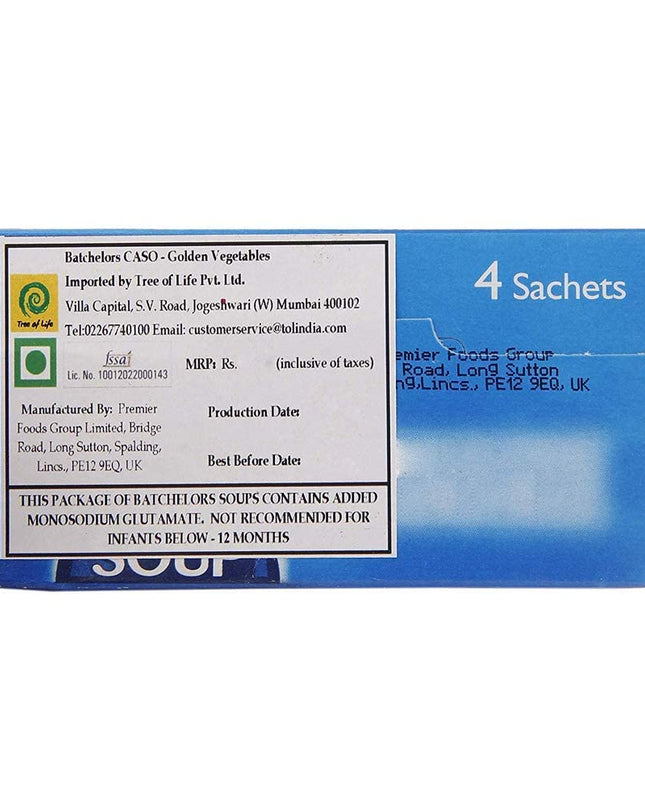 Batchelors CASO - Golden Vegetables
Imported by Tree of Life Pvt. Ltd.
Villa Capital, S.V. Road, Jogeshwari (W) Mumbai 400102
Tel:02267740100 Email: customerservice@tolindia.com
Tree of Life
fssai
Lic. No. 10012022000143
MRP: Rs. (inclusive of taxes)
Manufactured By: Premier
Foods Group Limited, Bridge
Road, Long Sutton, Spalding,
Lincs., PE12 9EQ, UK
Production Date:
Best Before Date:
THIS PACKAGE OF BATCHELORS SOUPS CONTAINS ADDED
MONOSODIUM GLUTAMATE. NOT RECOMMENDED FOR
INFANTS BELOW - 12 MONTHS
4 Sachets
emier Foods Group
Road, Long Sutton
ng,Lincs., PE12 9EQ, UK
SOUP